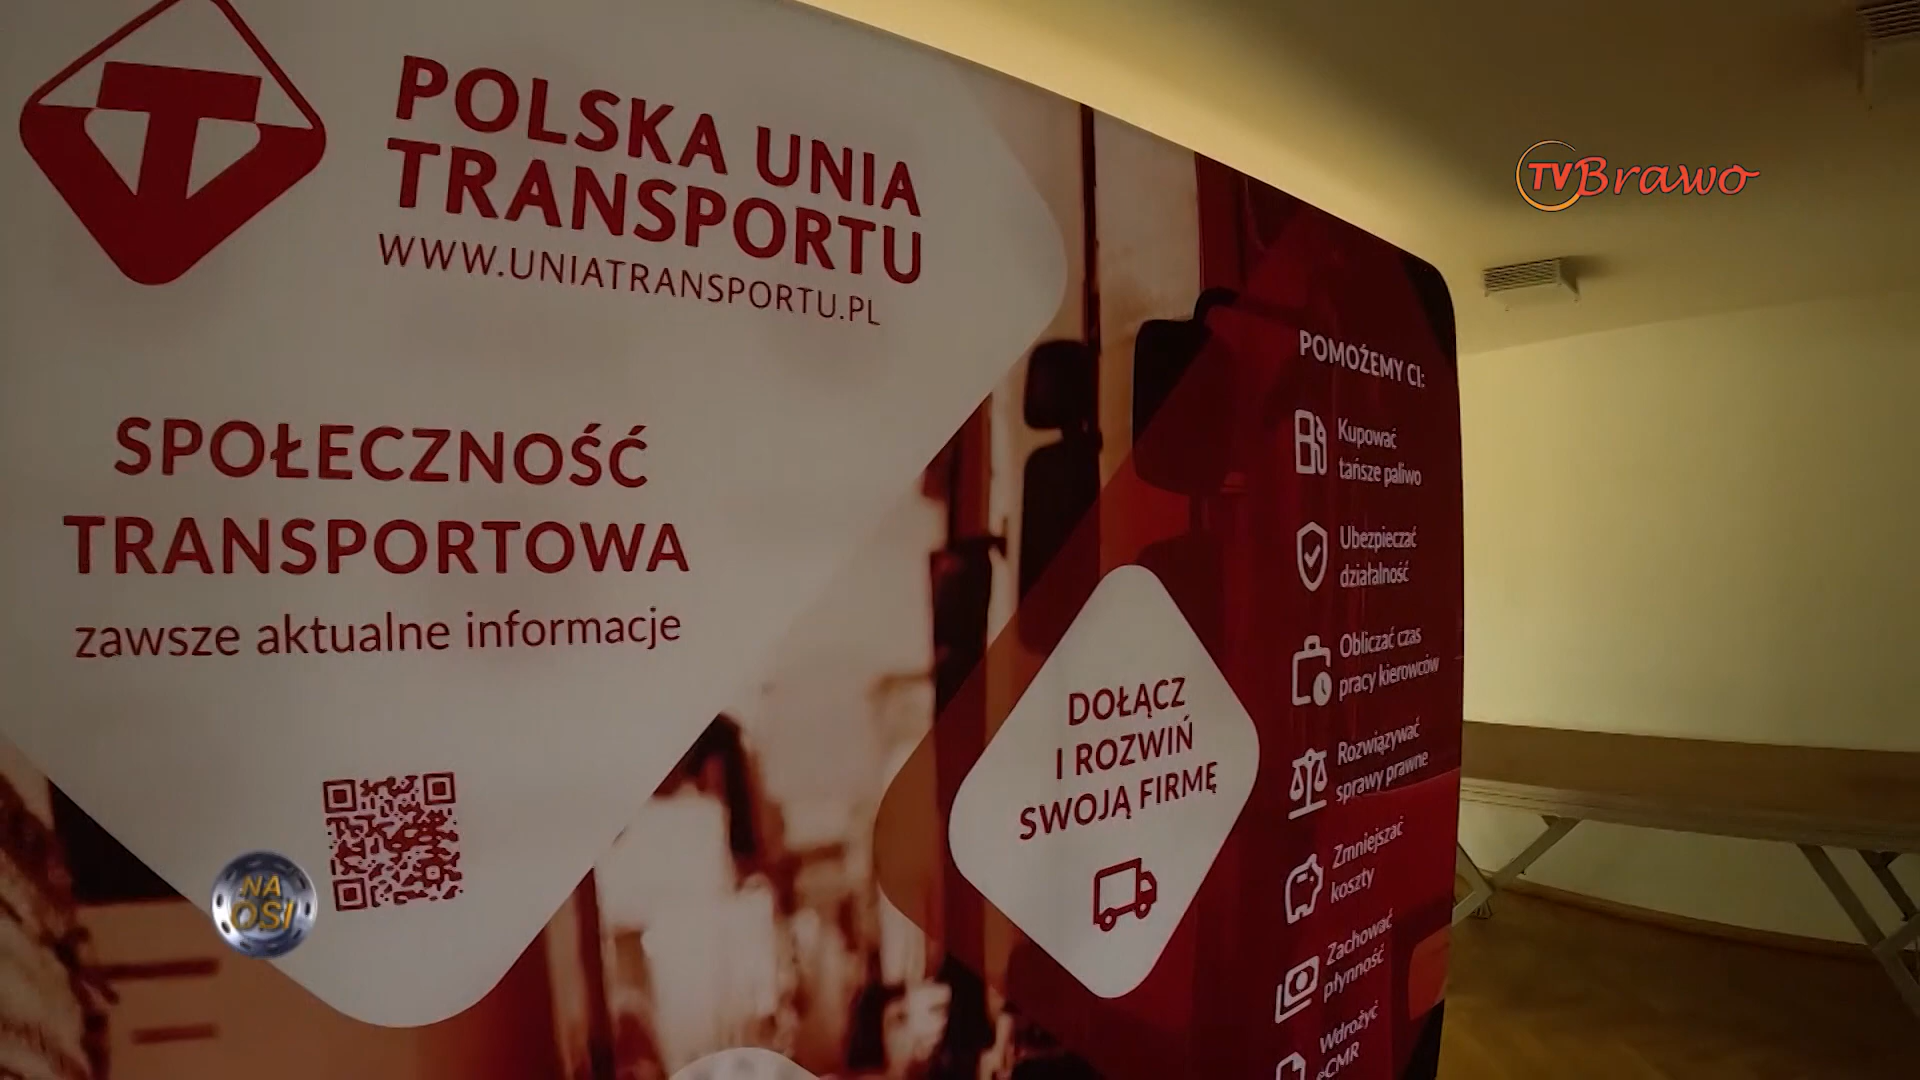 T
POLSKA UNIA
TRANSPORTU
WWW.UNIATRANSPORTU.PL
SPOŁECZNOŚĆ
TRANSPORTOWA
zawsze aktualne informacje
DOŁĄCZ
I ROZWIŃ
SWOJĄ FIRMĘ
POMOŻEMY CI:
Kupować
tańsze paliwo
Ubezpieczać
działalność
Obliczać czas
pracy kierowców
Rozwiązywać
sprawy prawne
Zmniejszać
koszty
Zachować
płynność
Wdrożyć
eCMR
TVBrawo
NA
OSI